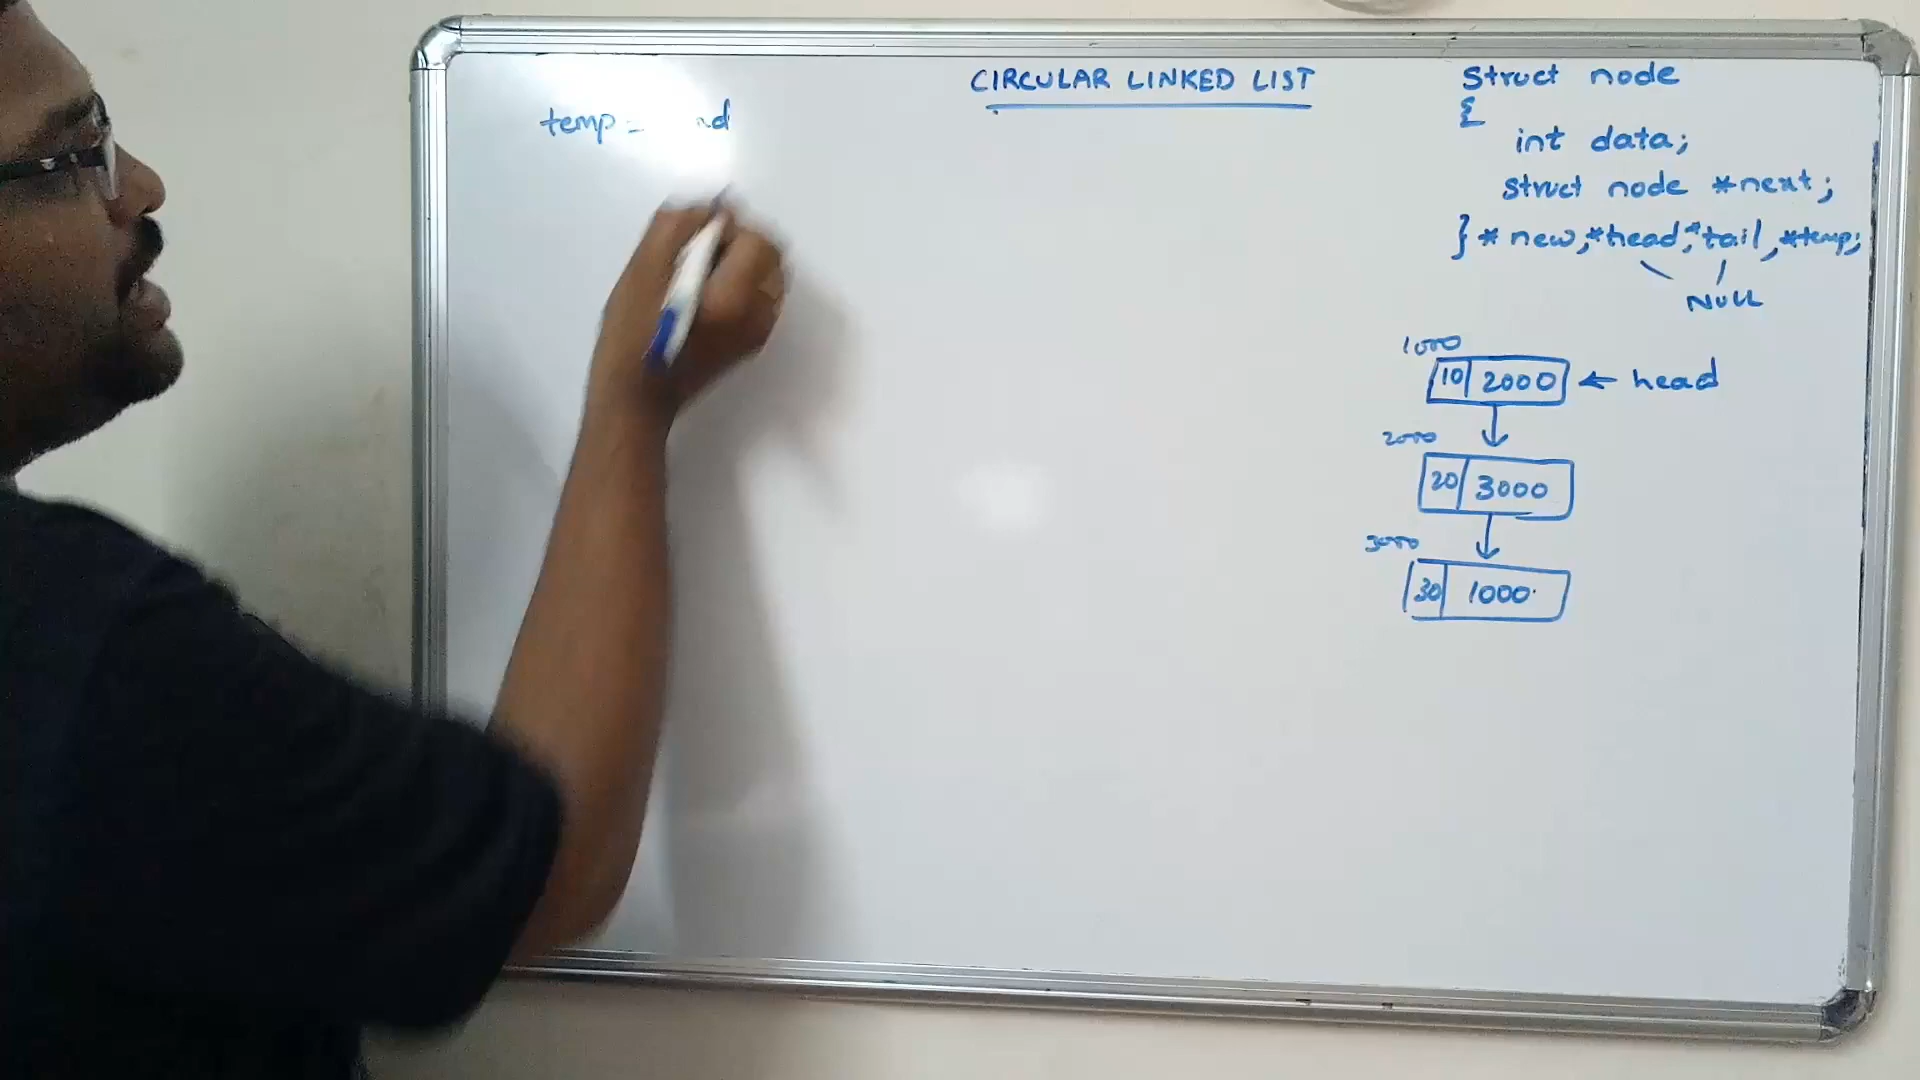 CIRCULAR LINKED LIST
temp =
struct node
{
int data;
struct node *next;
} * new,*head,*tail,*temp;
NULL
1000
10 2000 ← head
2000
20 3000
3000
30 1000